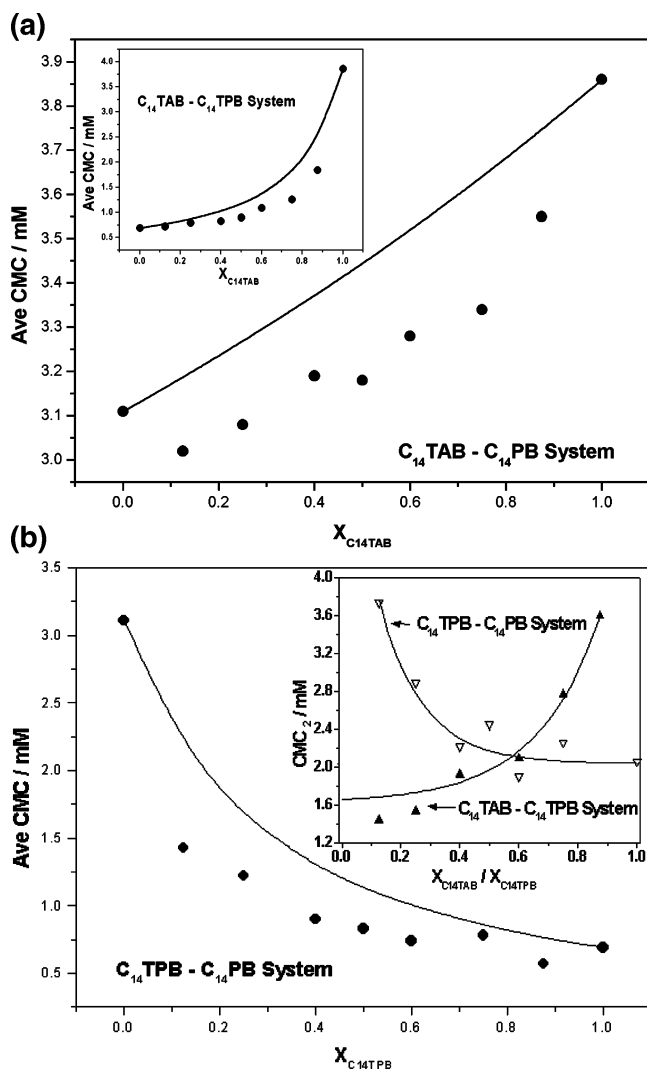 (a)
Ave CMC / mM
3.9
3.8
3.7
3.6
3.5
3.4
3.3
3.2
3.1
3.0
0.0 0.2 0.4 0.6 0.8 1.0
X_C14TAB
C₁₄TAB - C₁₄PB System
Ave CMC / mM
4.0
3.5
3.0
2.5
2.0
1.5
1.0
0.5
0.0
0.0 0.2 0.4 0.6 0.8 1.0
X_C14TAB
C₁₄TAB - C₁₄TPB System
(b)
Ave CMC / mM
3.5
3.0
2.5
2.0
1.5
1.0
0.5
0.0 0.2 0.4 0.6 0.8 1.0
X_C14TPB
C₁₄TPB - C₁₄PB System
CMC₂ / mM
4.0
3.6
3.2
2.8
2.4
2.0
1.6
1.2
0.0 0.2 0.4 0.6 0.8 1.0
X_C14TAB / X_C14TPB
C₁₄TPB - C₁₄PB System
C₁₄TAB - C₁₄TPB System